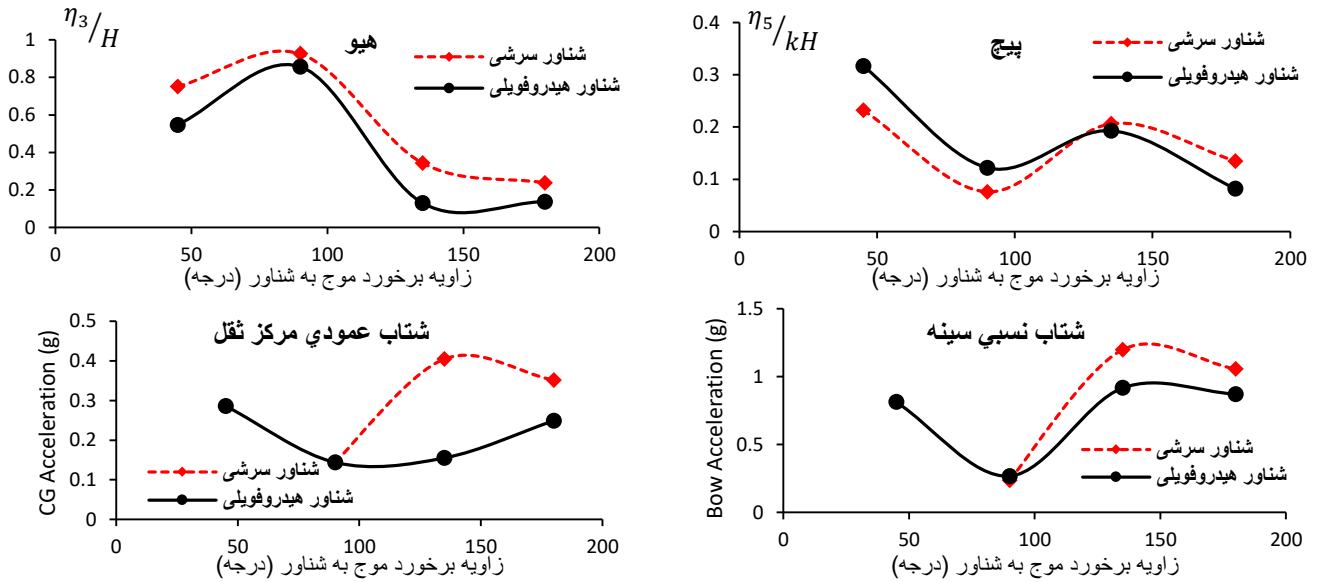 η3/H
هيو
1
0.8
0.6
0.4
0.2
0
شناور سرشی
شناور هیدروفویلی
0
50
100
150
200
زاویه برخورد موج به شناور (درجه)
η5/kH
پيچ
0.4
0.3
0.2
0.1
0
شناور سرشی
شناور هیدروفویلی
0
50
100
150
200
زاویه برخورد موج به شناور (درجه)
شتاب عمودي مركز ثقل
CG Acceleration (g)
0.5
0.4
0.3
0.2
0.1
0
شناور سرشی
شناور هیدروفویلی
0
50
100
150
200
زاویه برخورد موج به شناور (درجه)
شتاب نسبي سينه
Bow Acceleration (g)
1.5
1
0.5
0
شناور سرشی
شناور هیدروفویلی
0
50
100
150
200
زاویه برخورد موج به شناور (درجه)